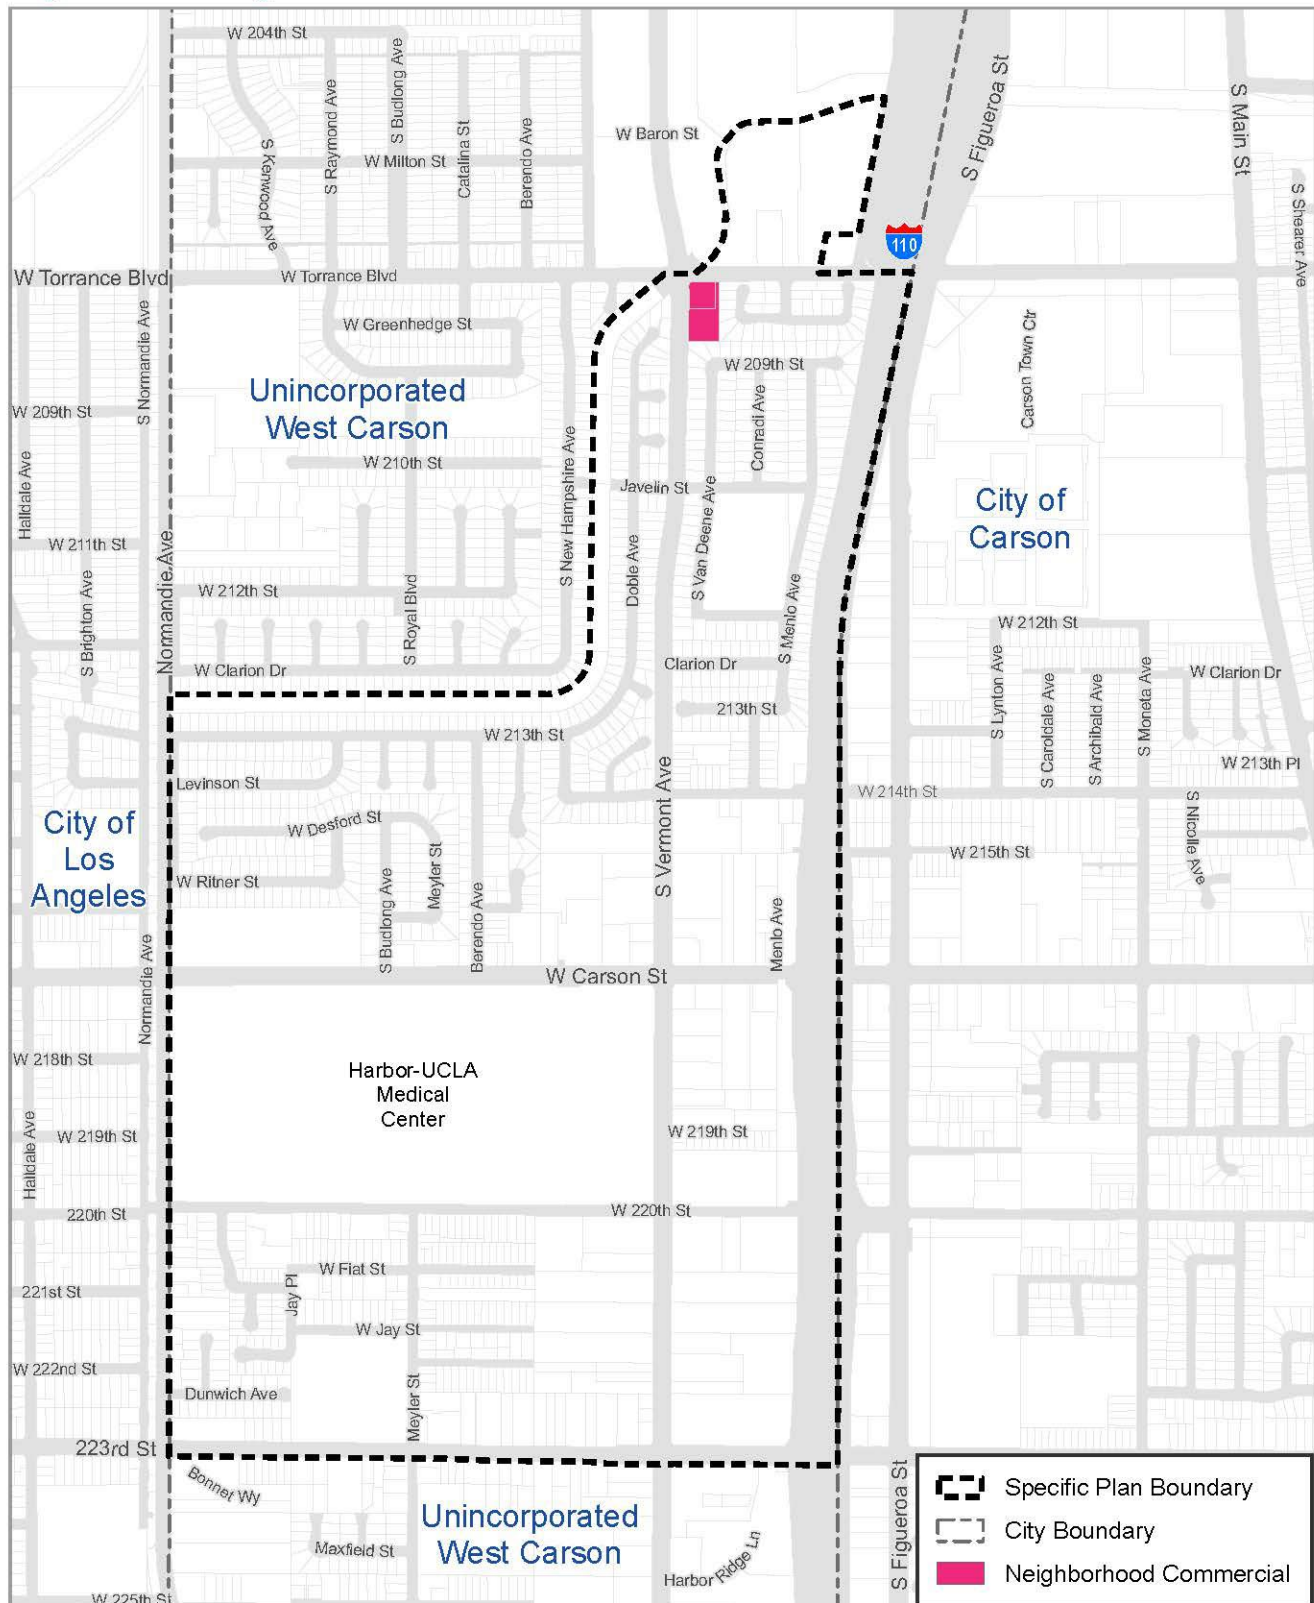 W 204th St
S Figueroa St
S Main St
S Budlong Ave
S Raymond Ave
S Kenwood Ave
Catalina St
Berendo Ave
W Milton St
W Baron St
S Shearer Ave
110
W Torrance Blvd
W Torrance Blvd
S Normandie Ave
W Greenhedge St
Carson Town Ctr
W 209th St
Unincorporated
West Carson
W 209th St
Conradi Ave
Halldale Ave
W 210th St
S New Hampshire Ave
Javelin St
S Van Deene Ave
City of
Carson
W 211th St
Normandie Ave
S Brighton Ave
W 212th St
S Royal Blvd
Doble Ave
S Menlo Ave
W 212th St
W Clarion Dr
Clarion Dr
S Lynton Ave
S Caroldale Ave
S Archibald Ave
S Moneta Ave
W Clarion Dr
213th St
W 213th St
W 213th Pl
Levinson St
S Vermont Ave
W 214th St
S Nicolle Ave
City of
Los
Angeles
W Desford St
Meyler St
W 215th St
W Ritner St
S Budlong Ave
Berendo Ave
Menlo Ave
Normandie Ave
W Carson St
W 218th St
Harbor-UCLA
Medical
Center
Halldale Ave
W 219th St
W 219th St
220th St
W 220th St
W Fiat St
221st St
Jay Pl
W Jay St
W 222nd St
Dunwich Ave
Meyler St
223rd St
Bonnet Wy
Unincorporated
West Carson
Maxfield St
Harbor Ridge Ln
S Figueroa St
W 225th St
Specific Plan Boundary
City Boundary
Neighborhood Commercial